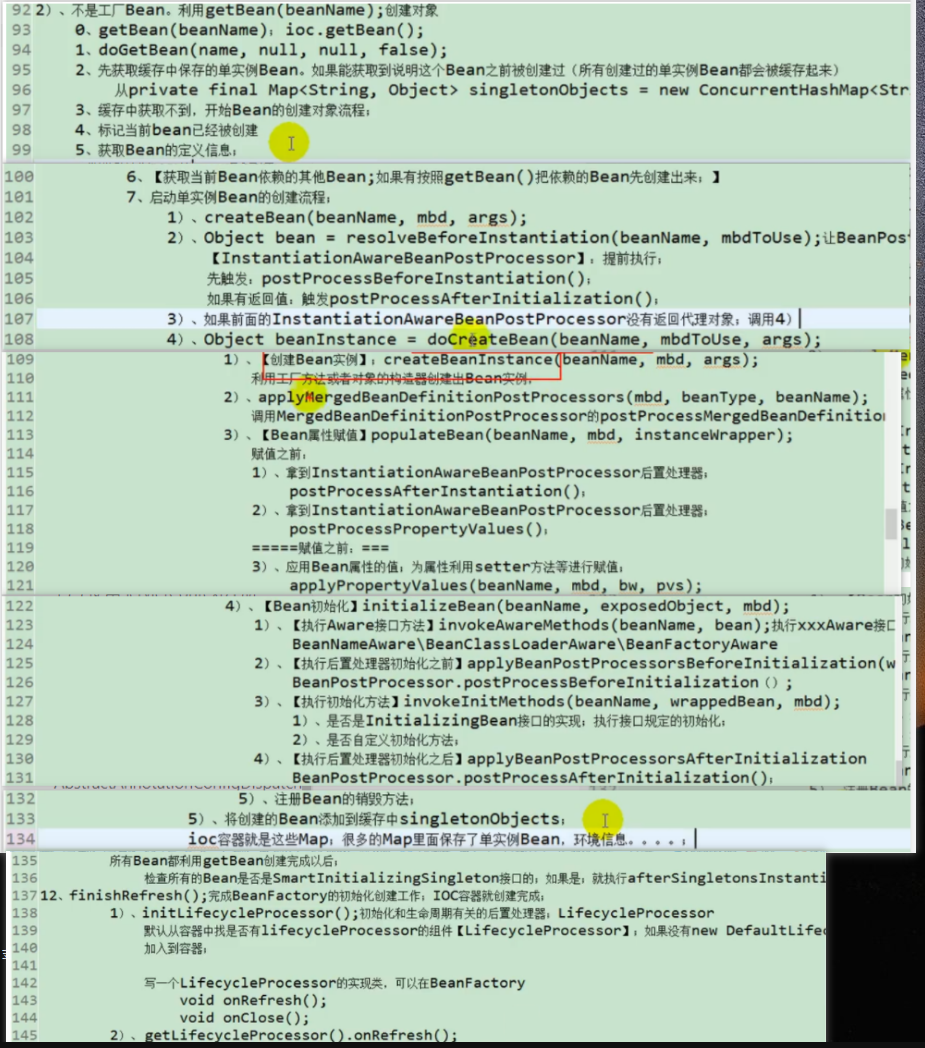 92 2)、不是工厂Bean。利用getBean(beanName);创建对象
93 0、getBean(beanName); ioc.getBean();
94 1、doGetBean(name, null, null, false);
95 2、先获取缓存中保存的单实例Bean。如果能获取到说明这个Bean之前被创建过（所有创建过的单实例Bean都会被缓存起来）
96 从private final Map<String, Object> singletonObjects = new ConcurrentHashMap<Str
97 3、缓存中获取不到，开始Bean的创建对象流程；
98 4、标记当前bean已经被创建
99 5、获取Bean的定义信息；
100 6、【获取当前Bean依赖的其他Bean;如果有按照getBean()把依赖的Bean先创建出来；】
101 7、启动单实例Bean的创建流程；
102 1)、createBean(beanName, mbd, args);
103 2)、Object bean = resolveBeforeInstantiation(beanName, mbdToUse);让BeanPost
104 【InstantiationAwareBeanPostProcessor】：提前执行；
105 先触发：postProcessBeforeInstantiation();
106 如果有返回值：触发postProcessAfterInitialization();
107 3)、如果前面的InstantiationAwareBeanPostProcessor没有返回代理对象；调用4）
108 4)、Object beanInstance = doCreateBean(beanName, mbdToUse, args);
109 1)、【创建Bean实例】；createBeanInstance(beanName, mbd, args);
110 利用工厂方法或者对象的构造器创建出Bean实例；
111 2)、applyMergedBeanDefinitionPostProcessors(mbd, beanType, beanName);
112 调用MergedBeanDefinitionPostProcessor的postProcessMergedBeanDefinition
113 3)、【Bean属性赋值】populateBean(beanName, mbd, instanceWrapper);
114 赋值之前：
115 1)、拿到InstantiationAwareBeanPostProcessor后置处理器；
116 postProcessAfterInstantiation();
117 2)、拿到InstantiationAwareBeanPostProcessor后置处理器；
118 postProcessPropertyValues();
119 =====赋值之前：===
120 3)、应用Bean属性的值；为属性利用setter方法等进行赋值；
121 applyPropertyValues(beanName, mbd, bw, pvs);
122 4)、【Bean初始化】initializeBean(beanName, exposedObject, mbd);
123 1)、【执行Aware接口方法】invokeAwareMethods(beanName, bean);执行xxxAware接口
124 BeanNameAware\BeanClassLoaderAware\BeanFactoryAware
125 2)、【执行后置处理器初始化之前】applyBeanPostProcessorsBeforeInitialization(w
126 BeanPostProcessor.postProcessBeforeInitialization（）;
127 3)、【执行初始化方法】invokeInitMethods(beanName, wrappedBean, mbd);
128 1)、是否是InitializingBean接口的实现；执行接口规定的初始化；
129 2)、是否自定义初始化方法；
130 4)、【执行后置处理器初始化之后】applyBeanPostProcessorsAfterInitialization
131 BeanPostProcessor.postProcessAfterInitialization();
132 5)、注册Bean的销毁方法；
133 5)、将创建的Bean添加到缓存中singletonObjects；
134 ioc容器就是这些Map；很多的Map里面保存了单实例Bean，环境信息。。。。；
135 所有Bean都利用getBean创建完成以后；
136 检查所有的Bean是否是SmartInitializingSingleton接口的；如果是；就执行afterSingletonsInstanti
137 12、finishRefresh();完成BeanFactory的初始化创建工作；IOC容器就创建完成；
138 1)、initLifecycleProcessor();初始化和生命周期有关的后置处理器；LifecycleProcessor
139 默认从容器中找是否有lifecycleProcessor的组件【LifecycleProcessor】；如果没有new DefaultLifec
140 加入到容器；
141
142 写一个LifecycleProcessor的实现类，可以在BeanFactory
143 void onRefresh();
144 void onClose();
145 2)、getLifecycleProcessor().onRefresh();